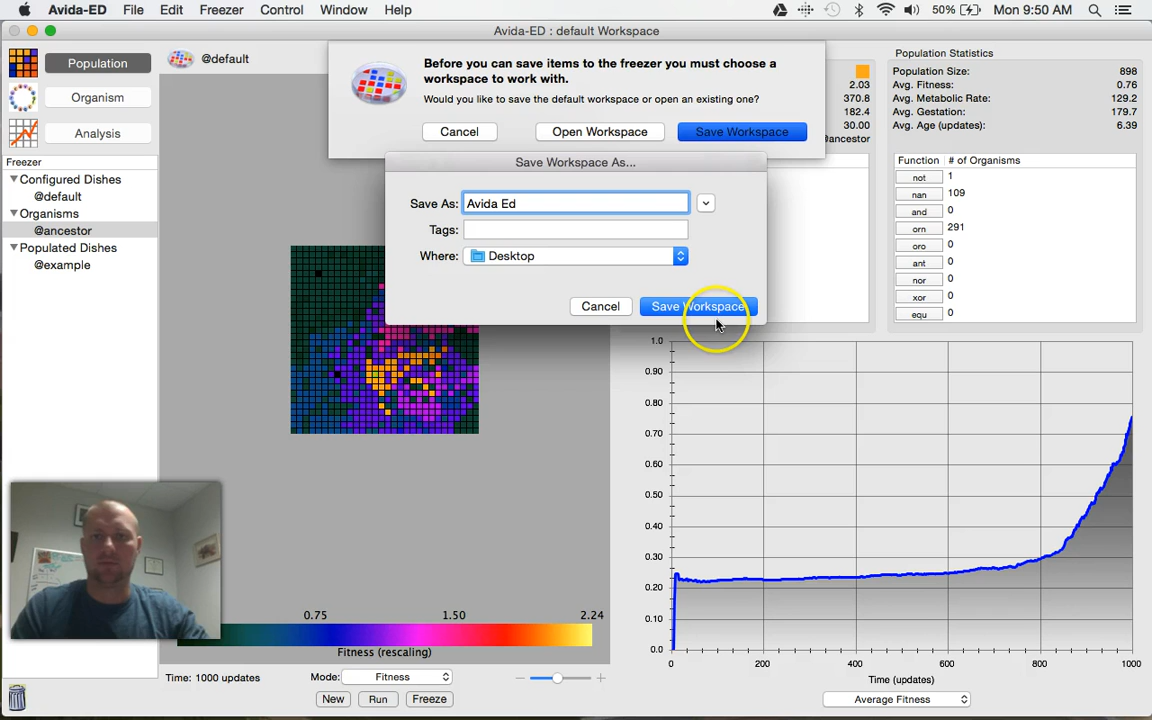 Avida-ED File Edit Freezer Control Window Help 50% Mon 9:50 AM
Avida-ED : default Workspace
Population
Organism
Analysis
Freezer
Configured Dishes
@default
Organisms
@ancestor
Populated Dishes
@example
@default
Before you can save items to the freezer you must choose a
workspace to work with.
Would you like to save the default workspace or open an existing one?
Cancel Open Workspace Save Workspace
Save Workspace As...
Save As: Avida Ed
Tags:
Where: Desktop
Cancel Save Workspace
2.03
370.8
182.4
30.00
@ancestor
Population Statistics
Population Size: 898
Avg. Fitness: 0.76
Avg. Metabolic Rate: 129.2
Avg. Gestation: 179.7
Avg. Age (updates): 6.39
Function # of Organisms
not 1
nan 109
and 0
orn 291
oro 0
ant 0
nor 0
xor 0
equ 0
0.75 1.50 2.24
Fitness (rescaling)
Time: 1000 updates Mode: Fitness
New Run Freeze
1.0
0.90
0.80
0.70
0.60
0.50
0.40
0.30
0.20
0.10
0.0
0 200 400 600 800 1000
Time (updates)
Average Fitness